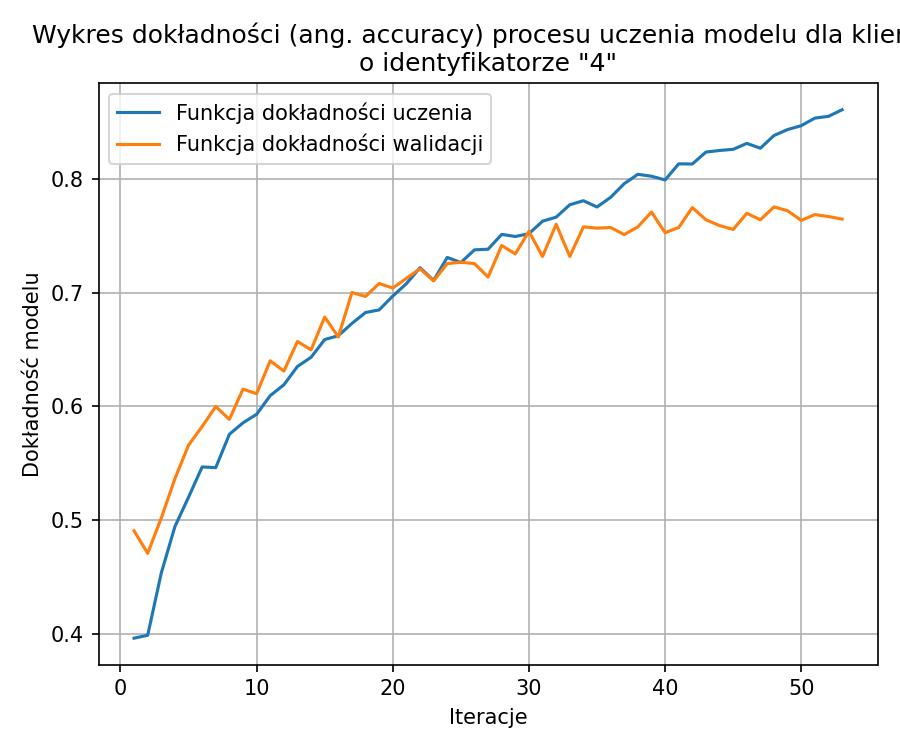 Wykres dokładności (ang. accuracy) procesu uczenia modelu dla
o identyfikatorze "4"
Funkcja dokładności uczenia
Funkcja dokładności walidacji
0.8
0.7
0.6
0.5
0.4
Dokładność modelu
0 10 20 30 40 50
Iteracje